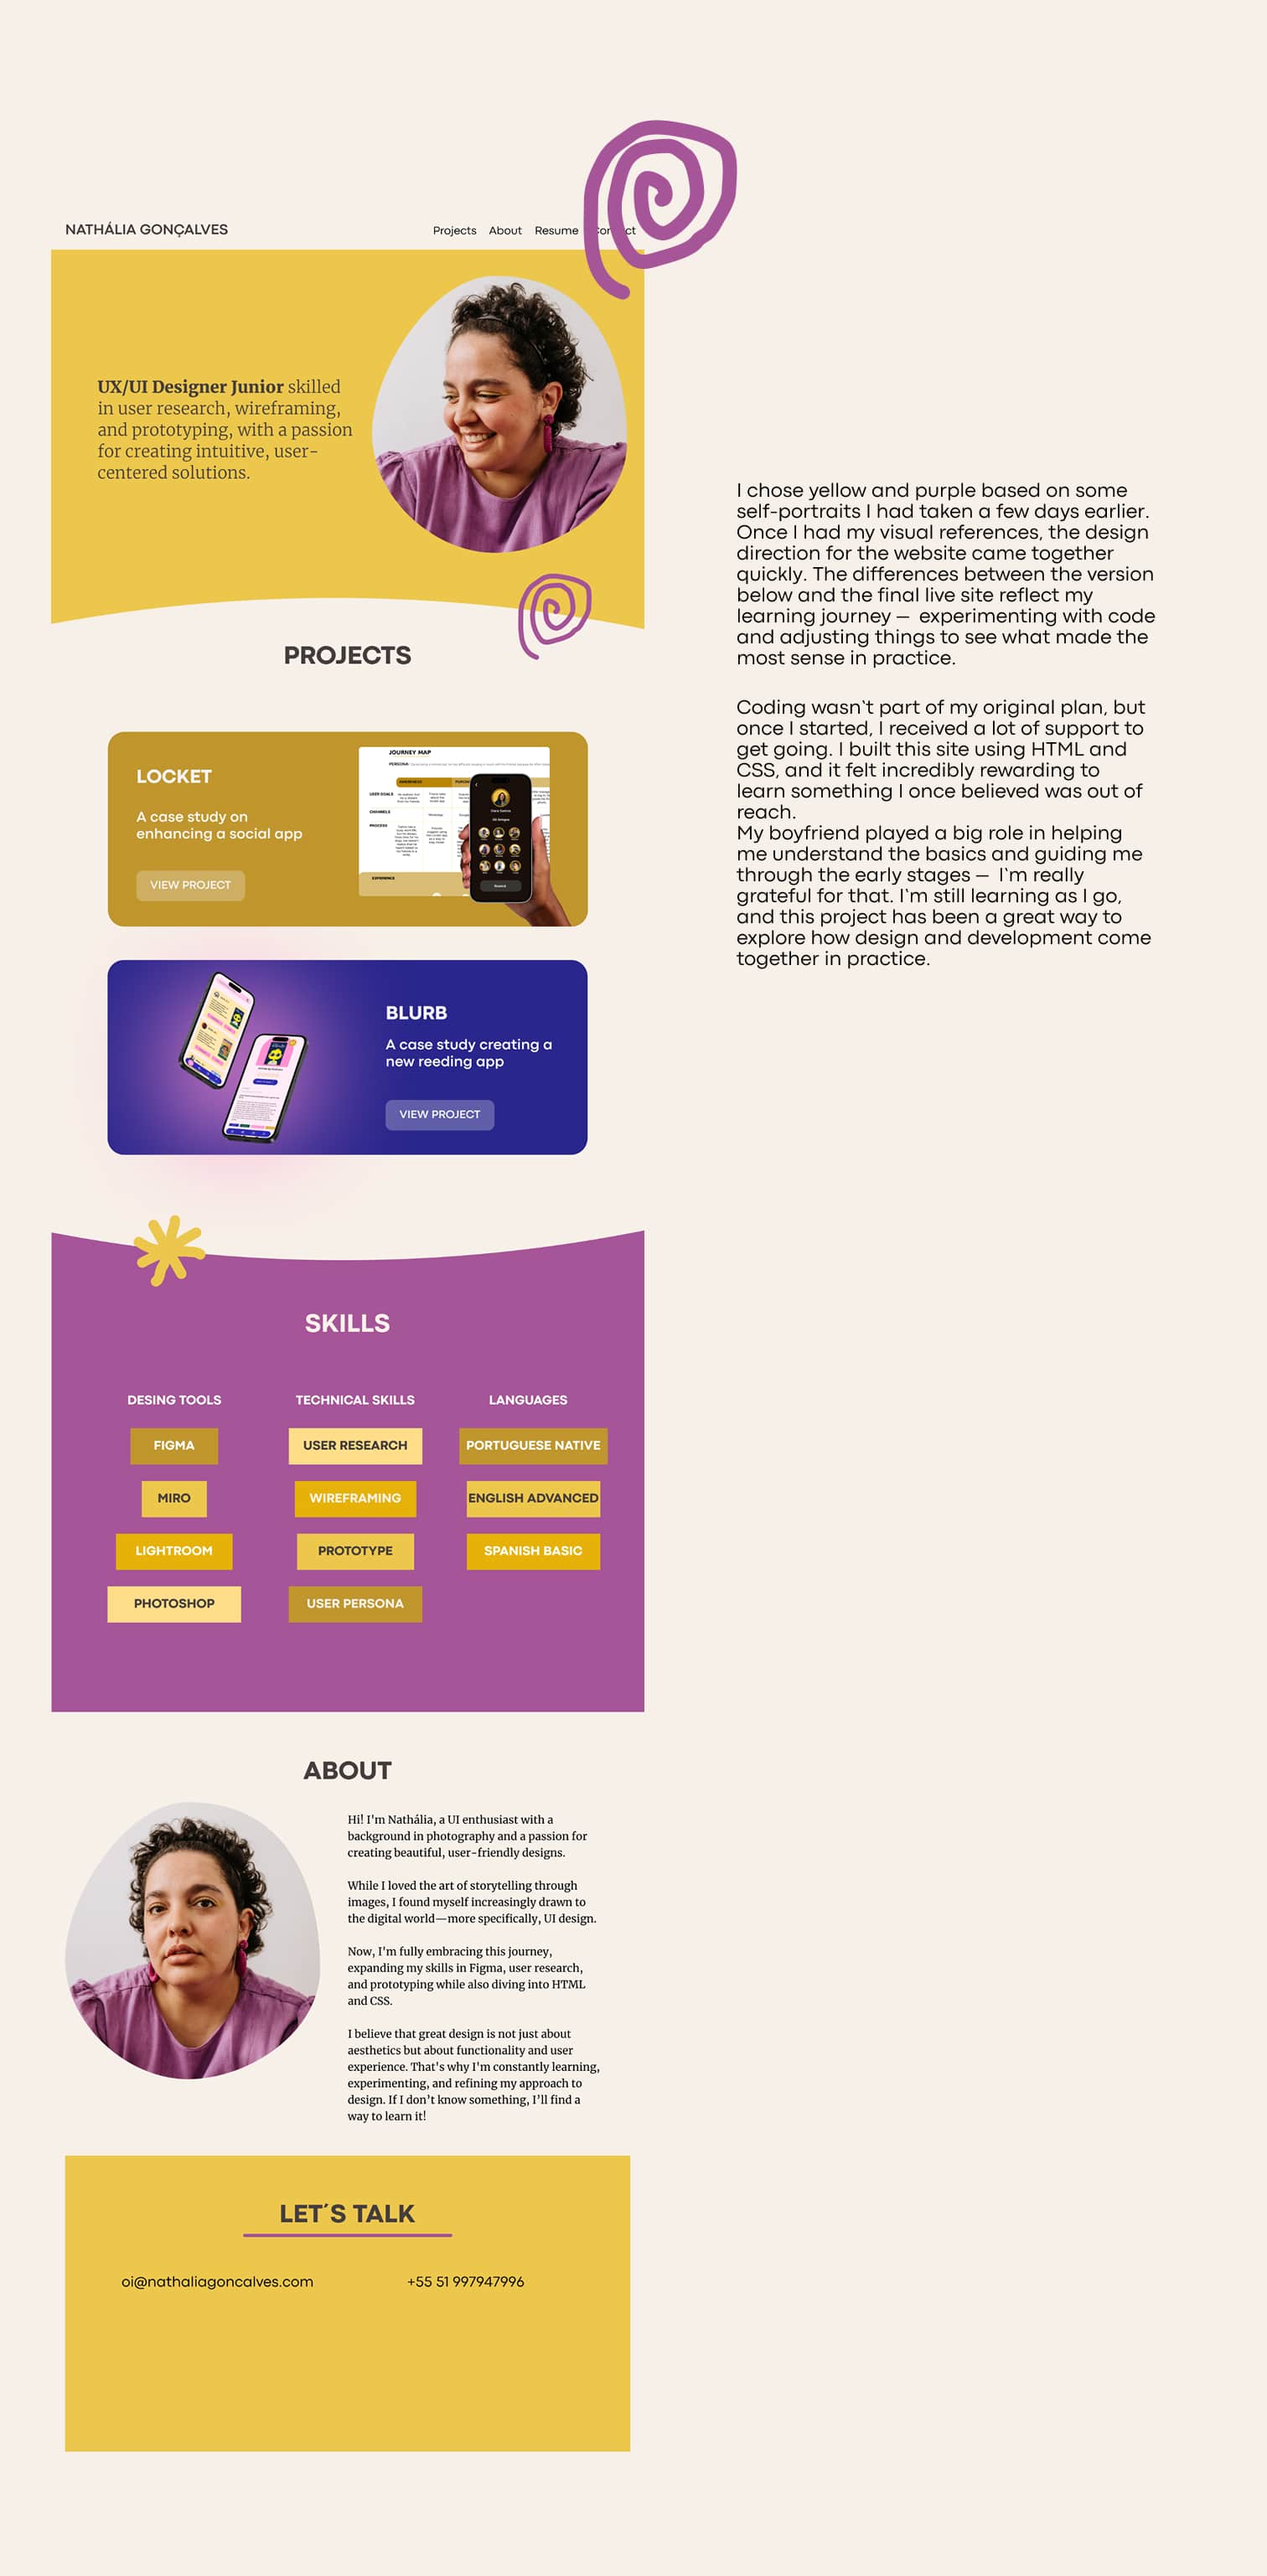 NATHÁLIA GONÇALVES
Projects About Resume
UX/UI Designer Junior skilled
in user research, wireframing,
and prototyping, with a passion
for creating intuitive, user-
centered solutions.
I chose yellow and purple based on some
self-portraits I had taken a few days earlier.
Once I had my visual references, the design
direction for the website came together
quickly. The differences between the version
below and the final live site reflect my
learning journey — experimenting with code
and adjusting things to see what made the
most sense in practice.
Coding wasn`t part of my original plan, but
once I started, I received a lot of support to
get going. I built this site using HTML and
CSS, and it felt incredibly rewarding to
learn something I once believed was out of
reach.
My boyfriend played a big role in helping
me understand the basics and guiding me
through the early stages — I`m really
grateful for that. I`m still learning as I go,
and this project has been a great way to
explore how design and development come
together in practice.
PROJECTS
LOCKET
A case study on
enhancing a social app
VIEW PROJECT
JOURNEY MAP
PERSONA:
AWARENESS
USER GOALS
CHANNELS
PROCESS
EXPERIENCE
BLURB
A case study creating a
new reeding app
VIEW PROJECT
SKILLS
DESING TOOLS
FIGMA
MIRO
LIGHTROOM
PHOTOSHOP
TECHNICAL SKILLS
USER RESEARCH
WIREFRAMING
PROTOTYPE
USER PERSONA
LANGUAGES
PORTUGUESE NATIVE
ENGLISH ADVANCED
SPANISH BASIC
ABOUT
Hi! I'm Nathália, a UI enthusiast with a
background in photography and a passion for
creating beautiful, user-friendly designs.
While I loved the art of storytelling through
images, I found myself increasingly drawn to
the digital world—more specifically, UI design.
Now, I'm fully embracing this journey,
expanding my skills in Figma, user research,
and prototyping while also diving into HTML
and CSS.
I believe that great design is not just about
aesthetics but about functionality and user
experience. That's why I'm constantly learning,
experimenting, and refining my approach to
design. If I don’t know something, I’ll find a
way to learn it!
LET´S TALK
oi@nathaliagoncalves.com
+55 51 997947996